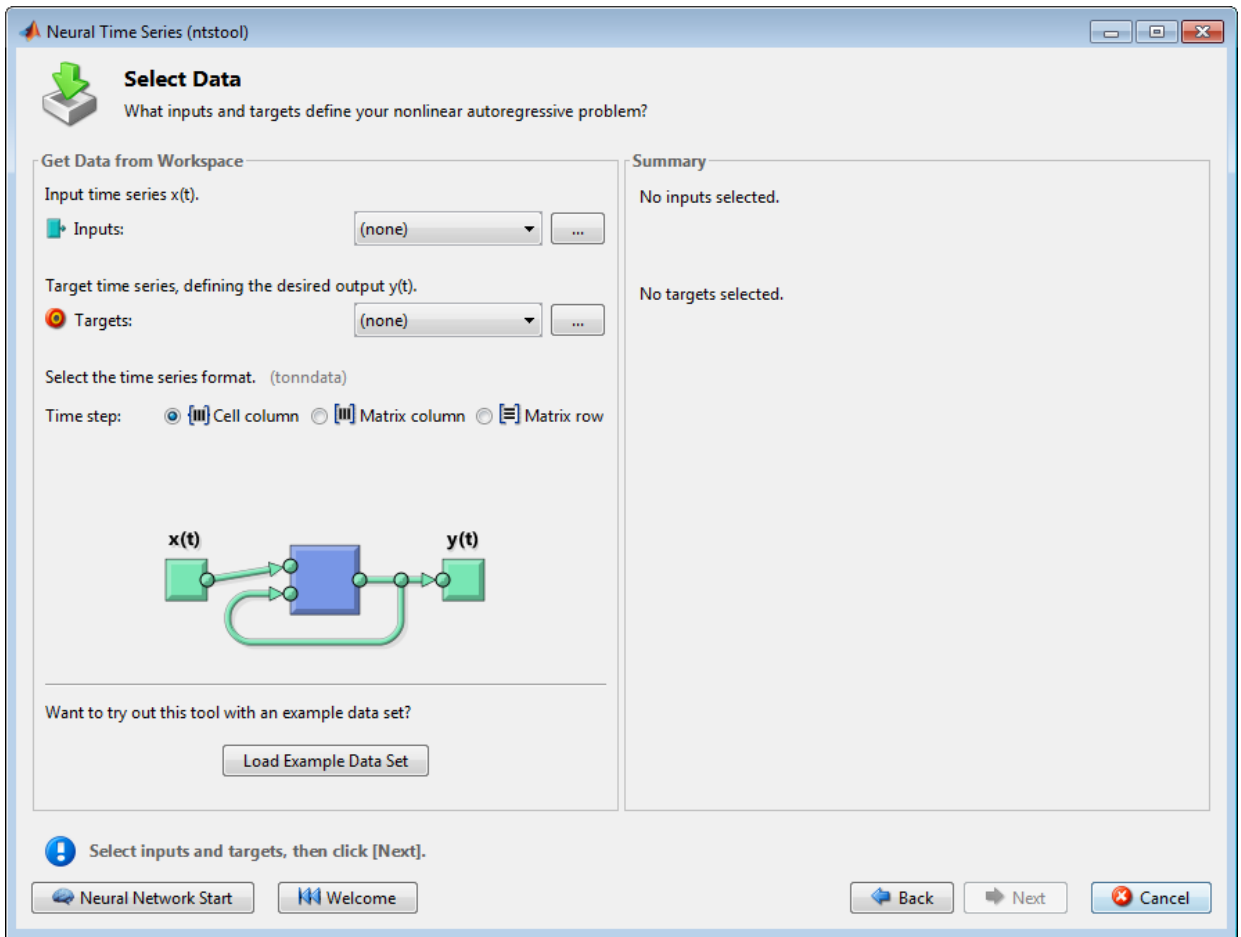 Neural Time Series (ntstool)
Select Data
What inputs and targets define your nonlinear autoregressive problem?
Get Data from Workspace
Input time series x(t).
Inputs: (none) ...
Target time series, defining the desired output y(t).
Targets: (none) ...
Select the time series format. (tonndata)
Time step: Cell column Matrix column Matrix row
x(t) y(t)
Want to try out this tool with an example data set?
Load Example Data Set
Summary
No inputs selected.
No targets selected.
Select inputs and targets, then click [Next].
Neural Network Start Welcome Back Next Cancel